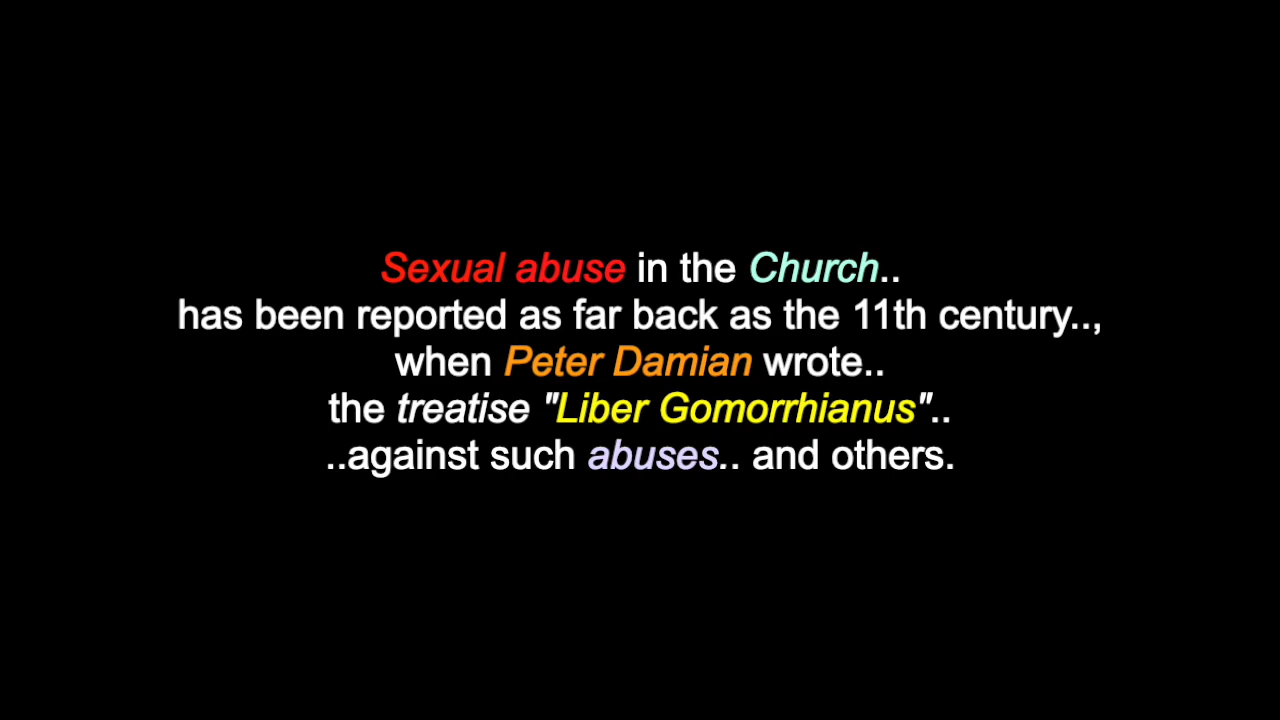 Sexual abuse in the Church..
has been reported as far back as the 11th century..,
when Peter Damian wrote..
the treatise "Liber Gomorrhianus"..
..against such abuses.. and others.